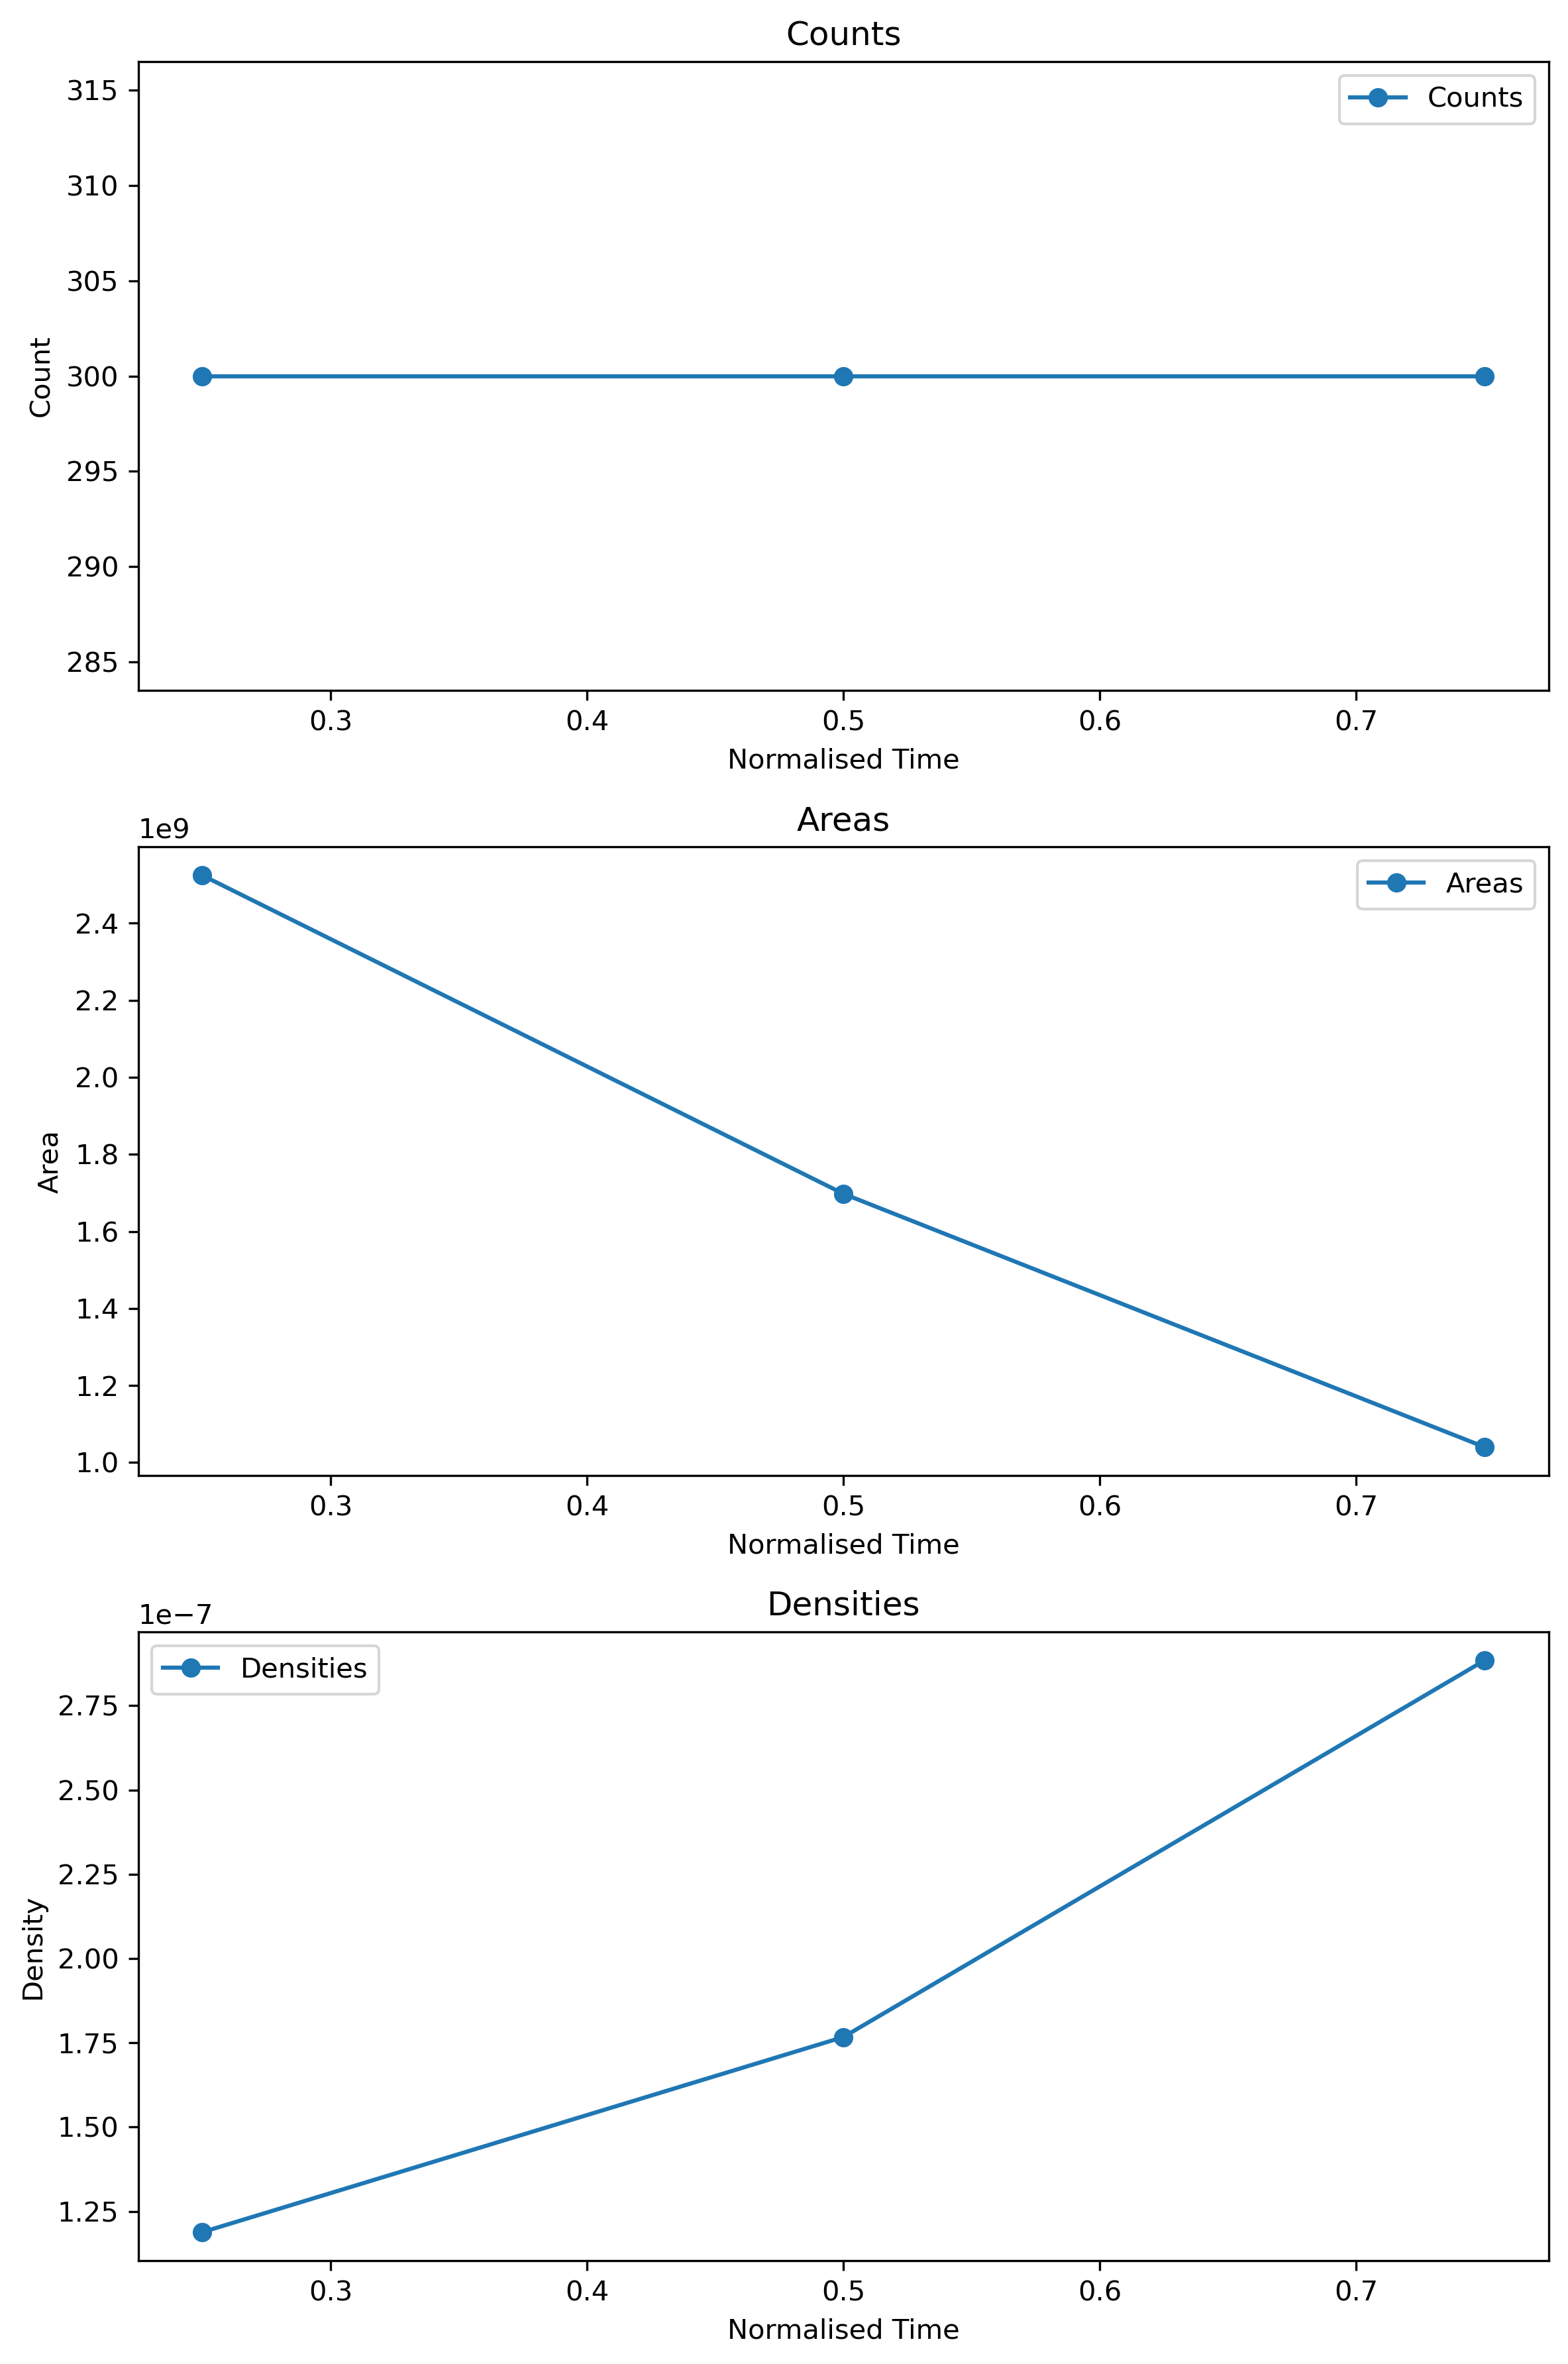 Counts
Counts
315
310
305
300
295
290
285
Count
0.3 0.4 0.5 0.6 0.7
Normalised Time
Areas
1e9
Areas
2.4
2.2
2.0
1.8
1.6
1.4
1.2
1.0
Area
0.3 0.4 0.5 0.6 0.7
Normalised Time
Densities
1e−7
Densities
2.75
2.50
2.25
2.00
1.75
1.50
1.25
Density
0.3 0.4 0.5 0.6 0.7
Normalised Time